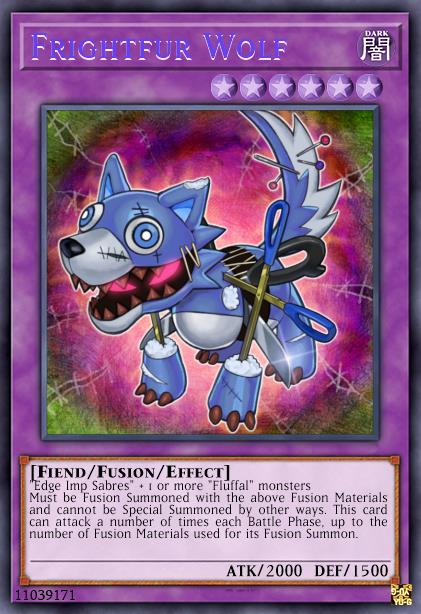 Frightfur Wolf
DARK
闇
[Fiend/Fusion/Effect]
"Edge Imp Sabres" + 1 or more "Fluffal" monsters
Must be Fusion Summoned with the above Fusion Materials
and cannot be Special Summoned by other ways. This card
can attack a number of times each Battle Phase, up to the
number of Fusion Materials used for its Fusion Summon.
ATK/2000 DEF/1500
11039171